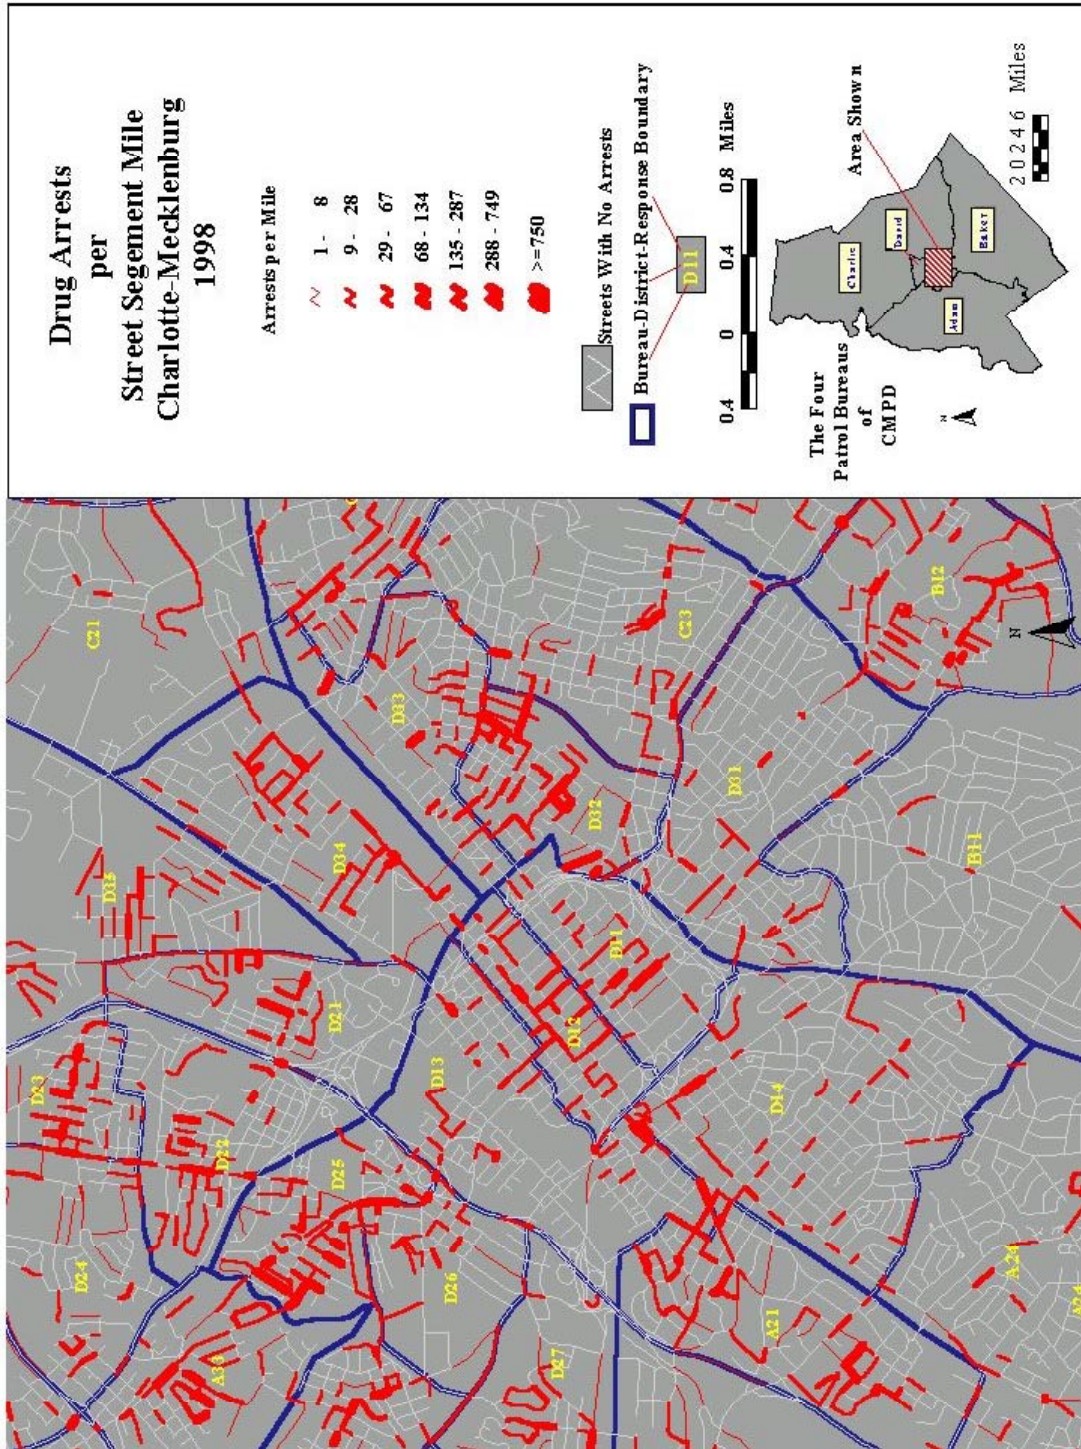 Drug Arrests
per
Street Segement Mile
Charlotte-Mecklenburg
1998
Arrests per Mile
1 - 8
9 - 28
29 - 67
68 - 134
135 - 287
288 - 749
>=750
Streets With No Arrests
Bureau-District-Response Boundary
D11
0.4 0 0.4 0.8 Miles
The Four
Patrol Bureaus
of
CMPD
N
Charlie
David
Adam
Baker
Area Shown
2 0 2 4 6 Miles
C21
D35
D34
D33
D23
D21
D22
D24
D25
D13
D12
D32
C23
D31
B12
N
B11
D14
D26
A33
D27
A21
A24
A24